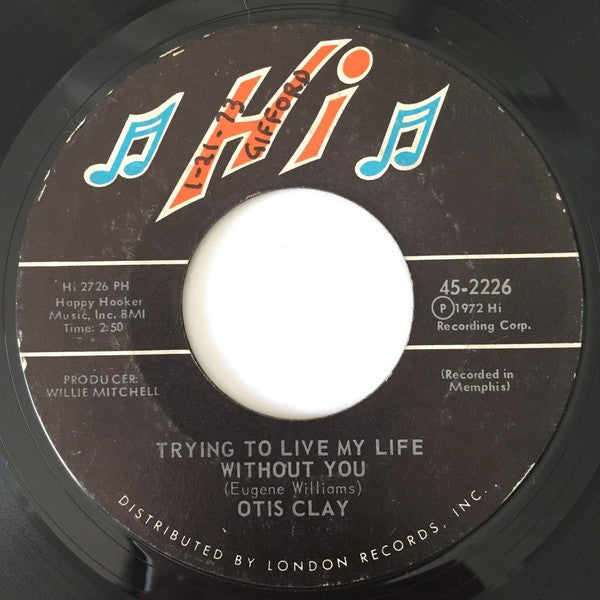 Hi
1-21-73
GIFFORD
Hi 2726 PH
Happy Hooker
Music, Inc. BMI
Time: 2:50
PRODUCER:
WILLIE MITCHELL
45-2226
Ⓟ1972 Hi
Recording Corp.
(Recorded in
Memphis)
TRYING TO LIVE MY LIFE
WITHOUT YOU
(Eugene Williams)
OTIS CLAY
DISTRIBUTED BY LONDON RECORDS, INC.,